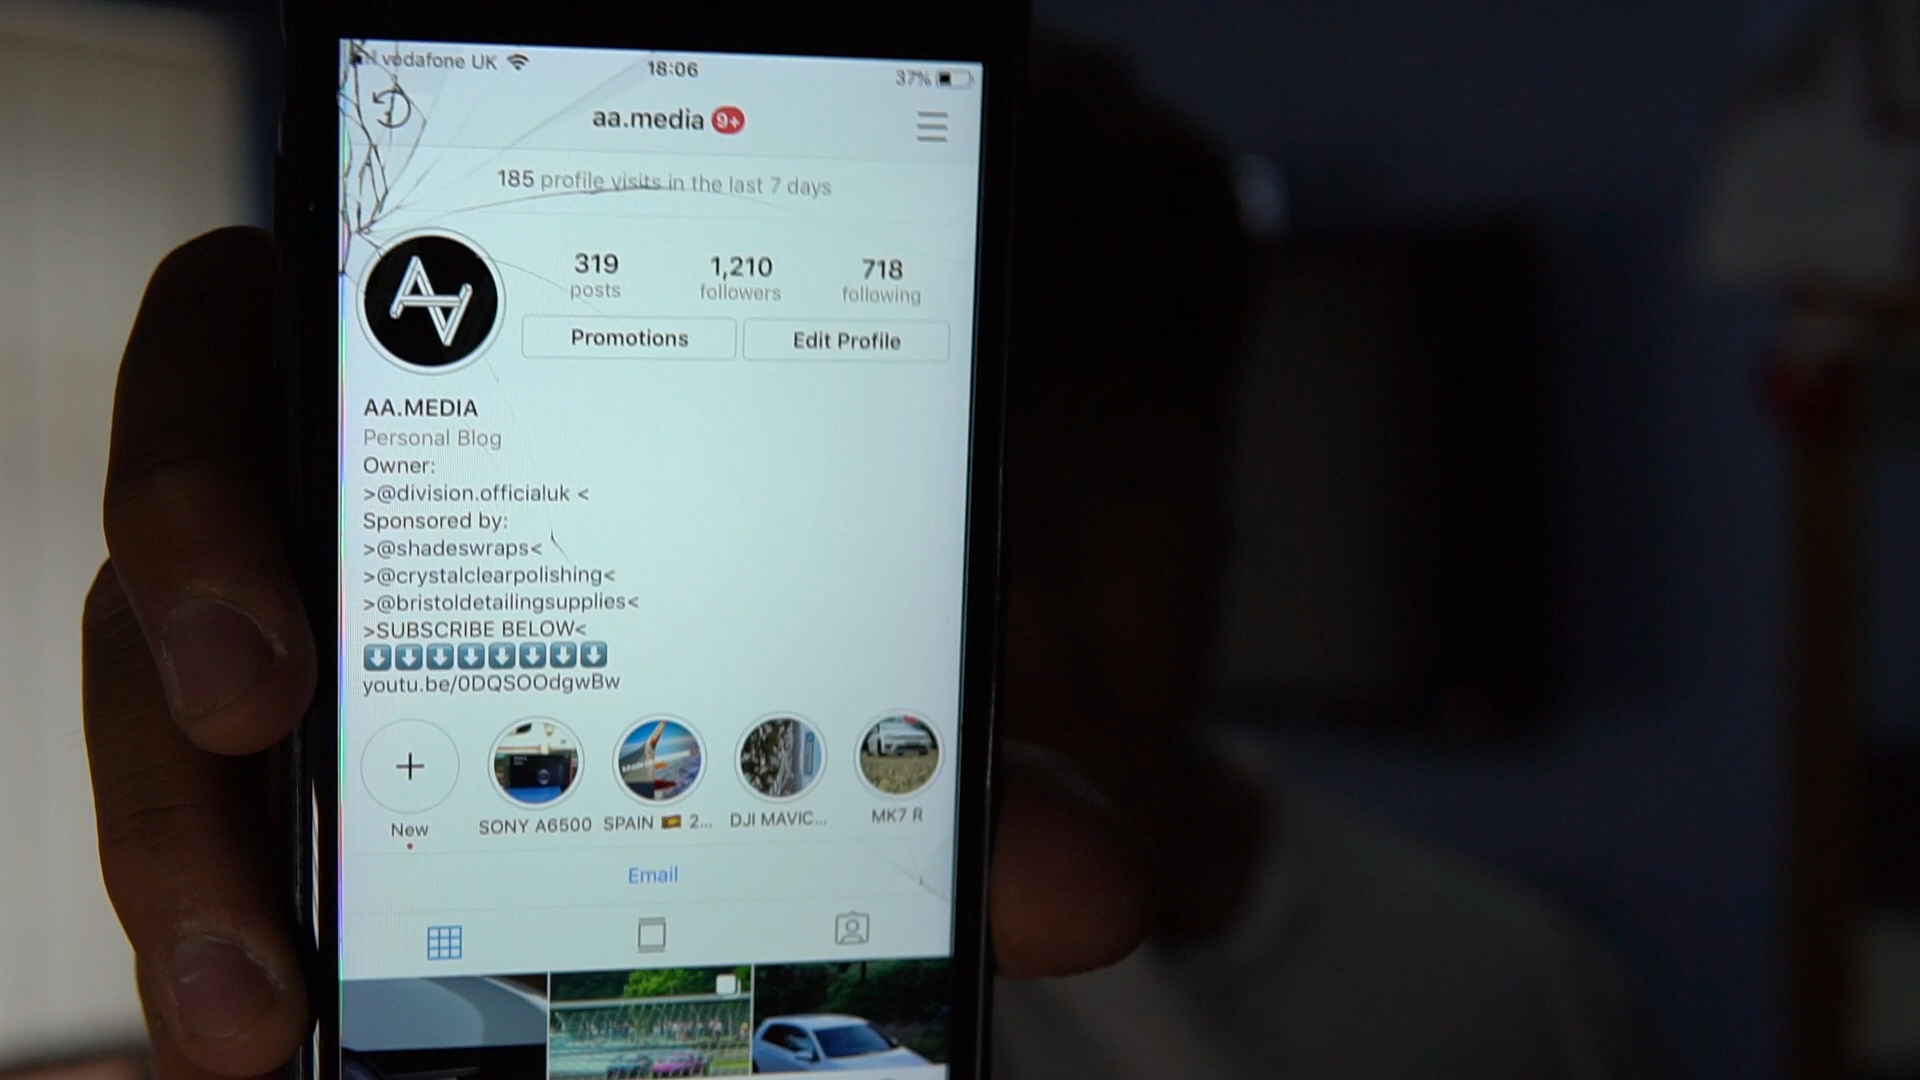 vodafone UK 18:06 37%
aa.media 9+
185 profile visits in the last 7 days
319 1,210 718
posts followers following
Promotions Edit Profile
AA.MEDIA
Personal Blog
Owner:
>@division.officialuk <
Sponsored by:
>@shadeswraps<
>@crystalclearpolishing<
>@bristoldetailingsupplies<
>SUBSCRIBE BELOW<
⬇⬇⬇⬇⬇⬇⬇⬇
youtu.be/0DQSOOdgwBw
New SONY A6500 SPAIN 🇪🇸 2... DJI MAVIC... MK7 R
Email